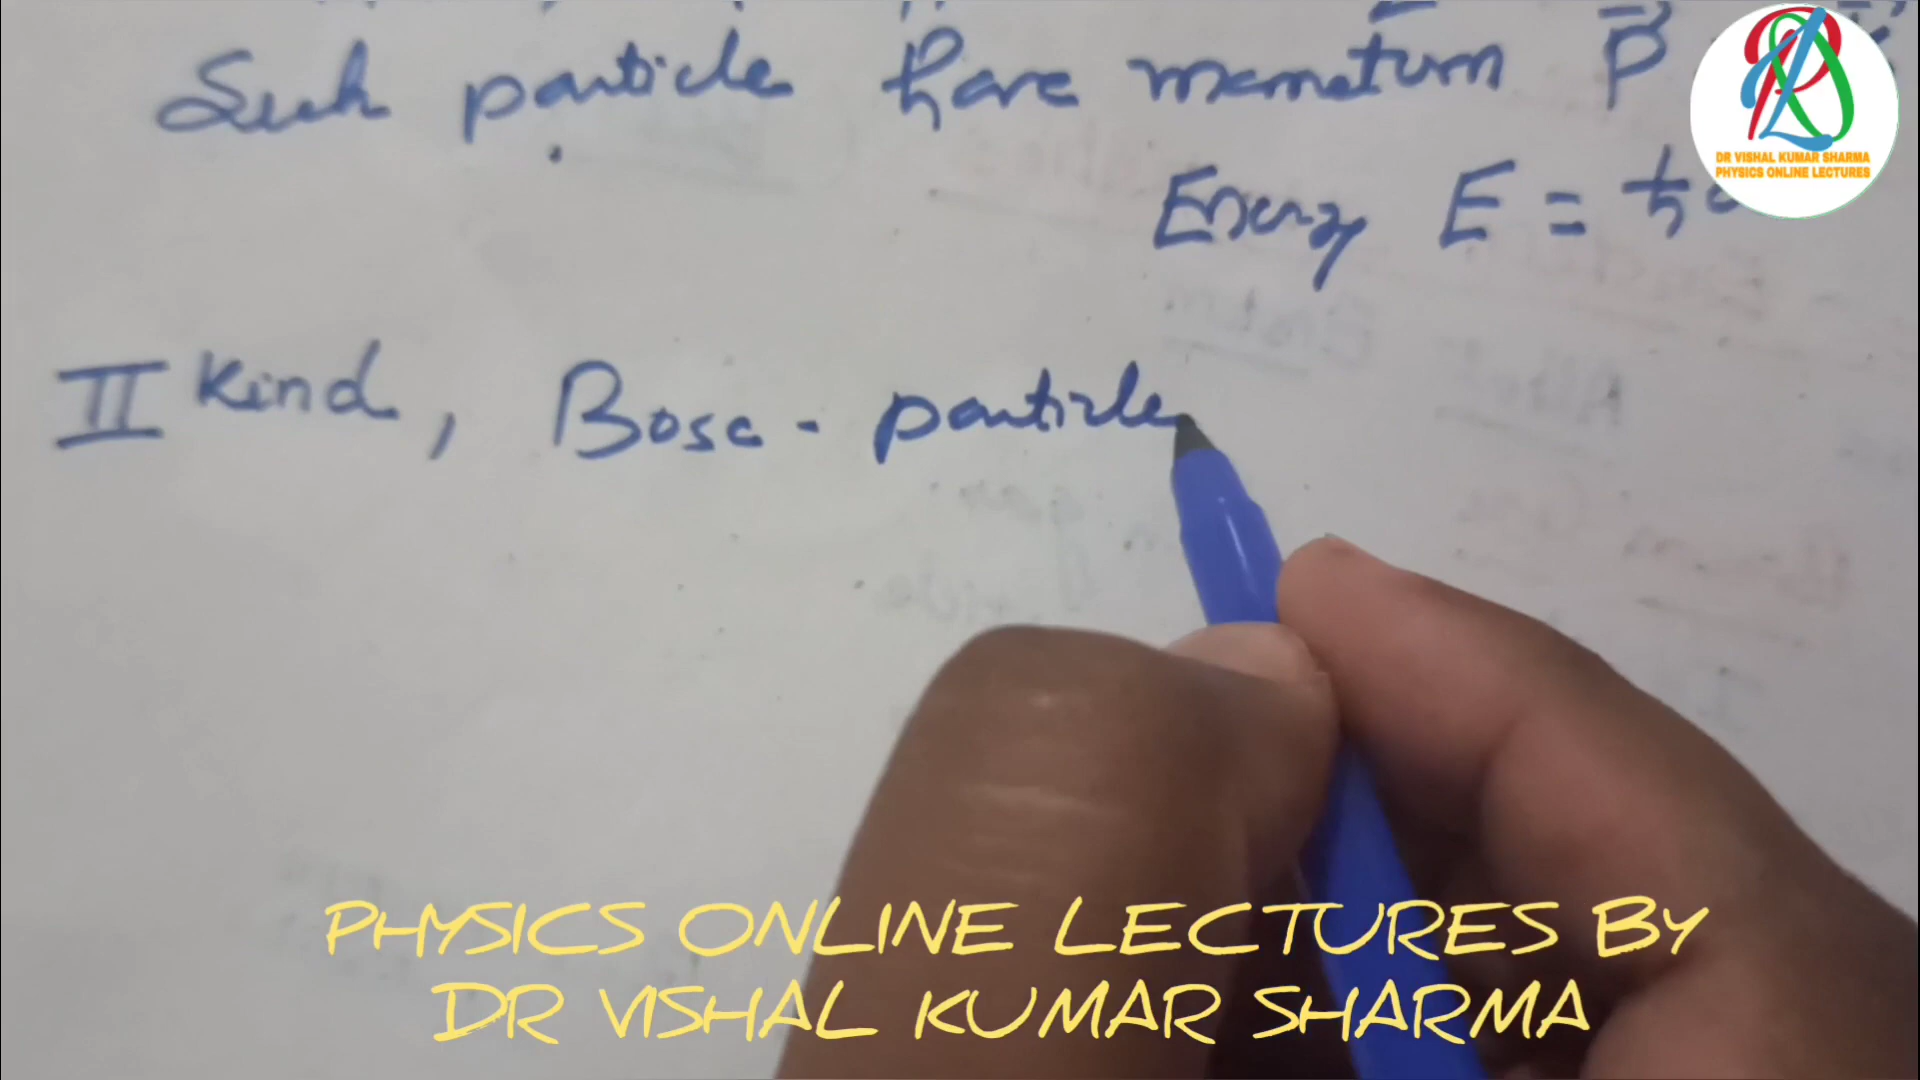 Such particle have momentum P
Energy E = ħ
II Kind, Bose - particle
DR VISHAL KUMAR SHARMA
PHYSICS ONLINE LECTURES
PHYSICS ONLINE LECTURES BY
DR VISHAL KUMAR SHARMA